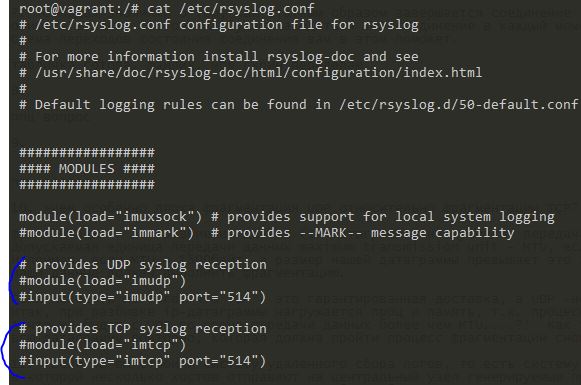 root@vagrant:/# cat /etc/rsyslog.conf
# /etc/rsyslog.conf configuration file for rsyslog
#
# For more information install rsyslog-doc and see
# /usr/share/doc/rsyslog-doc/html/configuration/index.html
#
# Default logging rules can be found in /etc/rsyslog.d/50-default.conf
#################
#### MODULES ####
#################
module(load="imuxsock") # provides support for local system logging
#module(load="immark")  # provides --MARK-- message capability
# provides UDP syslog reception
#module(load="imudp")
#input(type="imudp" port="514")
# provides TCP syslog reception
#module(load="imtcp")
#input(type="imtcp" port="514")